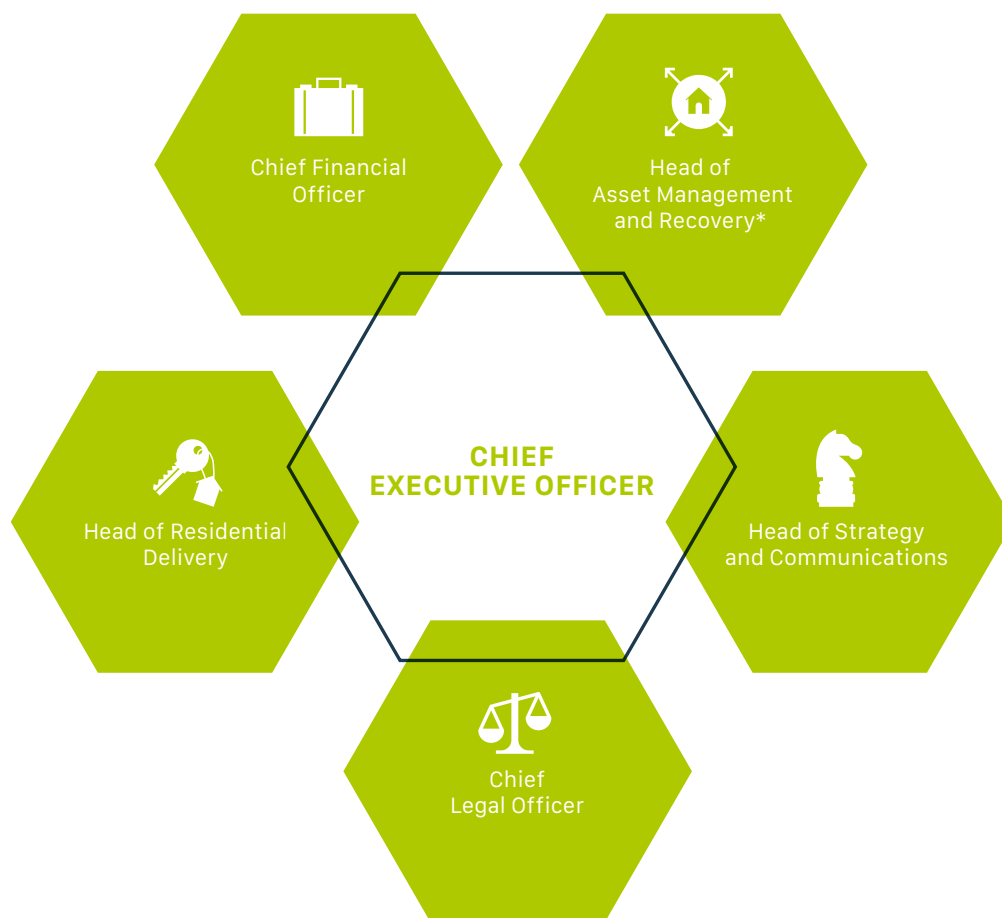 Chief Financial
Officer
Head of
Asset Management
and Recovery*
CHIEF
EXECUTIVE OFFICER
Head of Residential
Delivery
Head of Strategy
and Communications
Chief
Legal Officer